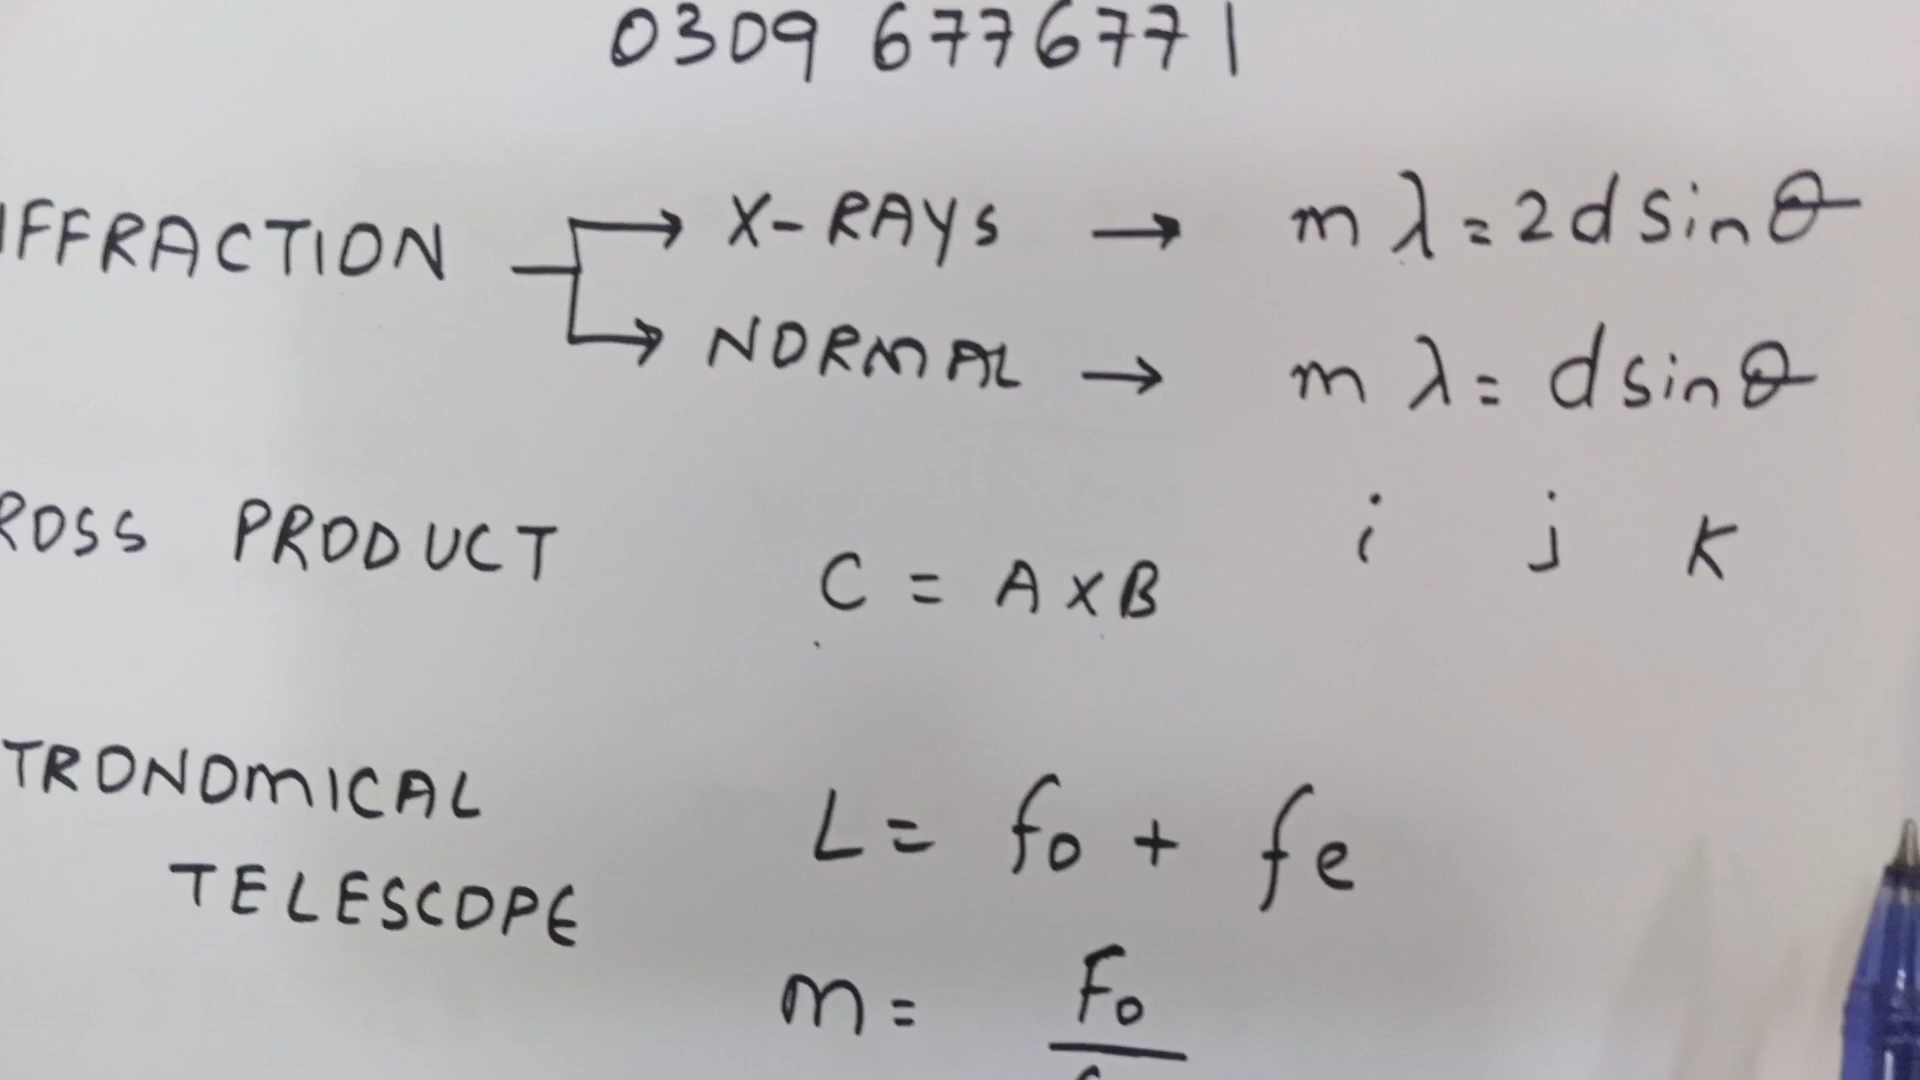 0309 6776771
IFFRACTION → X-RAYS → mλ = 2d sinθ
→ NORMAL → mλ = d sinθ
ROSS PRODUCT C = A × B i j K
TRONOMICAL
TELESCOPE
L = fo + fe
m = Fo